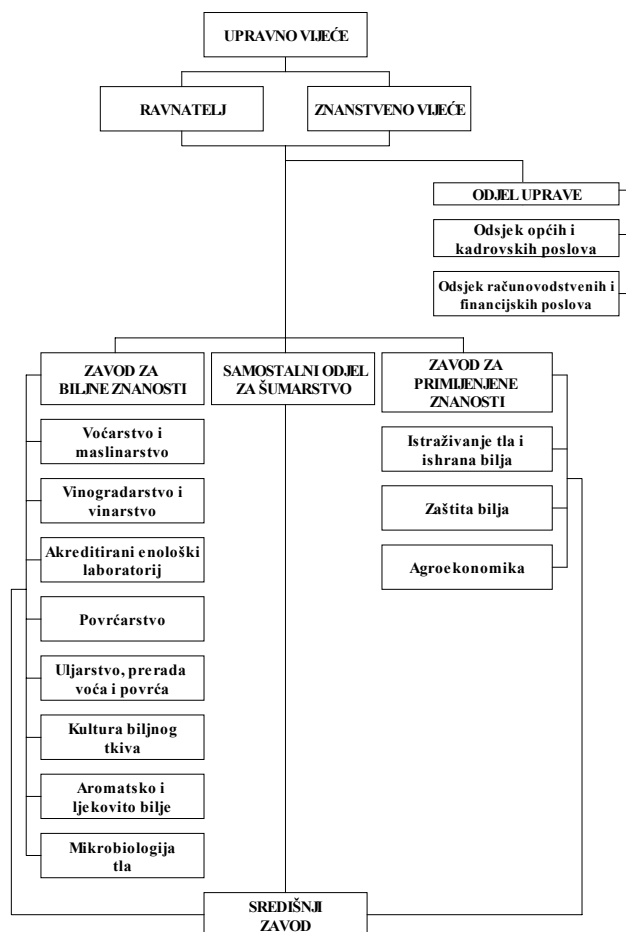 UPRAVNO VIJEĆE
RAVNATELJ
ZNANSTVENO VIJEĆE
ODJEL UPRAVE
Odsjek općih i
kadrovskih poslova
Odsjek računovodstvenih i
financijskih poslova
ZAVOD ZA
BILJNE ZNANOSTI
SAMOSTALNI ODJEL
ZA ŠUMARSTVO
ZAVOD ZA
PRIMIJENJENE
ZNANOSTI
Voćarstvo i
maslinarstvo
Vinogradarstvo i
vinarstvo
Akreditirani enološki
laboratorij
Povrćarstvo
Uljarstvo, prerada
voća i povrća
Kultura biljnog
tkiva
Aromatsko i
ljekovito bilje
Mikrobiologija
tla
Istraživanje tla i
ishrana bilja
Zaštita bilja
Agroekonomika
SREDIŠNJI
ZAVOD